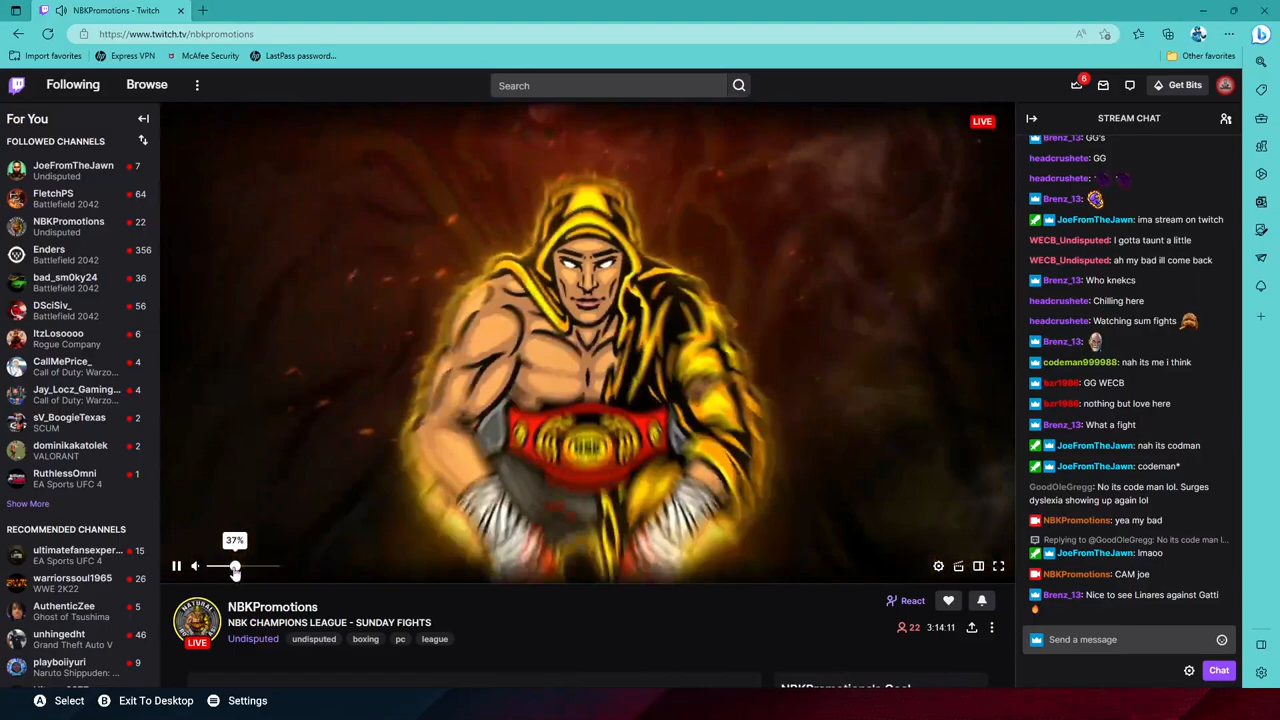 NBKPromotions - Twitch
https://www.twitch.tv/nbkpromotions
Import favorites
Express VPN
McAfee Security
LastPass password...
Other favorites
Following
Browse
Search
6
Get Bits
For You
FOLLOWED CHANNELS
JoeFromTheJawn 7
Undisputed
FletchPS 64
Battlefield 2042
NBKPromotions 22
Undisputed
Enders 356
Battlefield 2042
bad_sm0ky24 36
Battlefield 2042
DSciSiv_ 56
Battlefield 2042
ItzLosoooo 6
Rogue Company
CallMePrice_ 4
Call of Duty: Warzo...
Jay_Locz_Gaming... 4
Call of Duty: Warzo...
sV_BoogieTexas 2
SCUM
dominikakatolek 2
VALORANT
RuthlessOmni 1
EA Sports UFC 4
Show More
RECOMMENDED CHANNELS
ultimatefansexper... 15
EA Sports UFC 4
warriorssoul1965 26
WWE 2K22
AuthenticZee 5
Ghost of Tsushima
unhingedht 46
Grand Theft Auto V
playboiiyuri 9
Naruto Shippuden: ...
LIVE
37%
NATURAL
LIVE
NBKPromotions
NBK CHAMPIONS LEAGUE - SUNDAY FIGHTS
Undisputed undisputed boxing pc league
React
22 3:14:11
NBKPromotions's Goal
STREAM CHAT
Brenz_13: GG's
headcrushete: GG
headcrushete:
Brenz_13:
JoeFromTheJawn: ima stream on twitch
WECB_Undisputed: I gotta taunt a little
WECB_Undisputed: ah my bad ill come back
Brenz_13: Who knekcs
headcrushete: Chilling here
headcrushete: Watching sum fights
Brenz_13:
codeman999988: nah its me i think
bzr1986: GG WECB
bzr1986: nothing but love here
Brenz_13: What a fight
JoeFromTheJawn: nah its codman
JoeFromTheJawn: codeman*
GoodOleGregg: No its code man lol. Surges
dyslexia showing up again lol
NBKPromotions: yea my bad
Replying to @GoodOleGregg: No its code man l...
JoeFromTheJawn: lmaoo
NBKPromotions: CAM joe
Brenz_13: Nice to see Linares against Gatti
Send a message
Chat
A Select B Exit To Desktop Settings